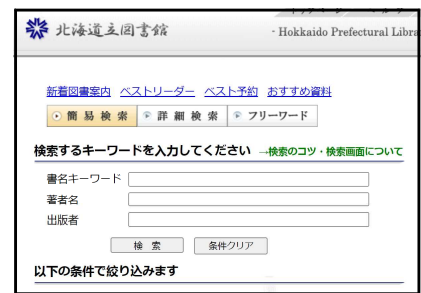 北海道立図書館
・Hokkaido Prefectural Libra
新着図書案内 ベストリーダー ベスト予約 おすすめ資料
簡易検索 詳細検索 フリーワード
検索するキーワードを入力してください →検索のコツ・検索画面について
書名キーワード
著者名
出版者
検索 条件クリア
以下の条件で絞り込みます